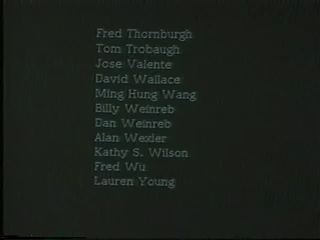 Fred Thornburgh
Tom Trobaugh
Jose Valente
David Wallace
Ming Hung Wang
Billy Weinreb
Dan Weinreb
Alan Wexler
Kathy S. Wilson
Fred Wu
Lauren Young